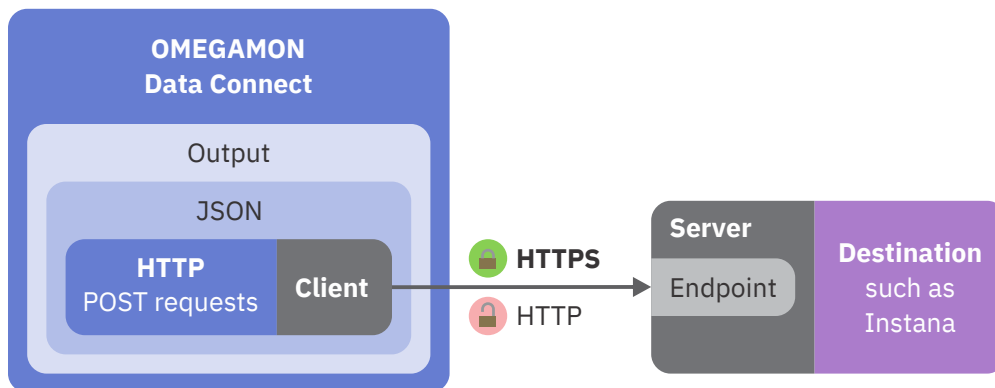 OMEGAMON
Data Connect
Output
JSON
HTTP
POST requests
Client
HTTPS
HTTP
Server
Endpoint
Destination
such as
Instana